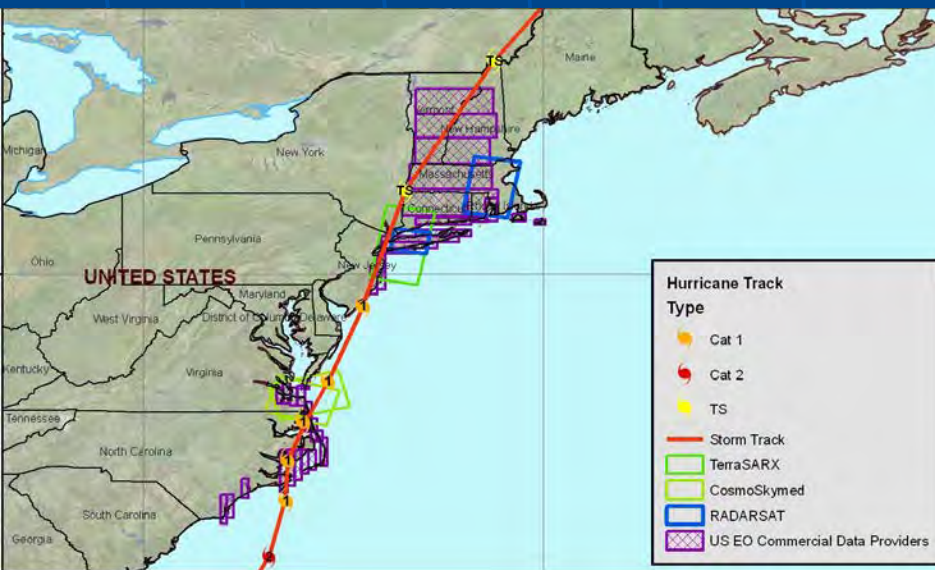 TS
Maine
Vermont
New Hampshire
Michigan
New York
Massachusetts
TS
Connecticut
Pennsylvania
Ohio
New Jersey
UNITED STATES
Maryland
1
West Virginia
District of Columbia
Delaware
Kentucky
Virginia
1
Tennessee
1
North Carolina
1
1
South Carolina
Georgia
2
Hurricane Track
Type
Cat 1
Cat 2
TS
Storm Track
TerraSARX
CosmoSkymed
RADARSAT
US EO Commercial Data Providers